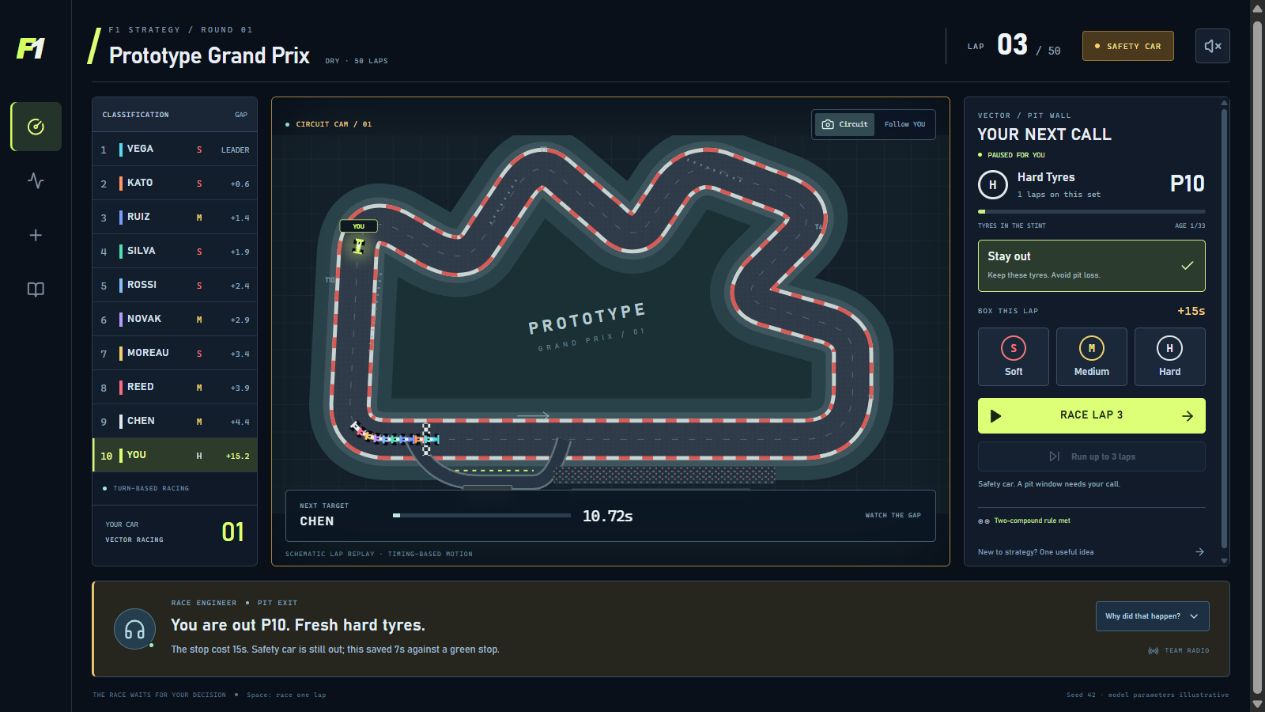 F1
F1 STRATEGY / ROUND 01
Prototype Grand Prix
DRY · 50 LAPS
LAP 03 / 50
SAFETY CAR
CLASSIFICATION GAP
1 VEGA S LEADER
2 KATO S +0.6
3 RUIZ M +1.4
4 SILVA S +1.9
5 ROSSI S +2.4
6 NOVAK M +2.9
7 MOREAU S +3.4
8 REED M +3.9
9 CHEN M +4.4
10 YOU H +15.2
TURN-BASED RACING
YOUR CAR
VECTOR RACING
01
CIRCUIT CAM / 01
Circuit
Follow YOU
YOU
PROTOTYPE
GRAND PRIX / 01
NEXT TARGET
CHEN
10.72s
WATCH THE GAP
SCHEMATIC LAP REPLAY · TIMING-BASED MOTION
VECTOR / PIT WALL
YOUR NEXT CALL
PAUSED FOR YOU
H
Hard Tyres
1 laps on this set
P10
TYRES IN THE STINT AGE 1/33
Stay out
Keep these tyres. Avoid pit loss.
BOX THIS LAP +15s
S M H
Soft Medium Hard
RACE LAP 3
Run up to 3 laps
Safety car. A pit window needs your call.
Two-compound rule met
New to strategy? One useful idea
RACE ENGINEER • PIT EXIT
You are out P10. Fresh hard tyres.
The stop cost 15s. Safety car is still out; this saved 7s against a green stop.
Why did that happen?
TEAM RADIO
THE RACE WAITS FOR YOUR DECISION • Space: race one lap
Seed 42 · model parameters illustrative